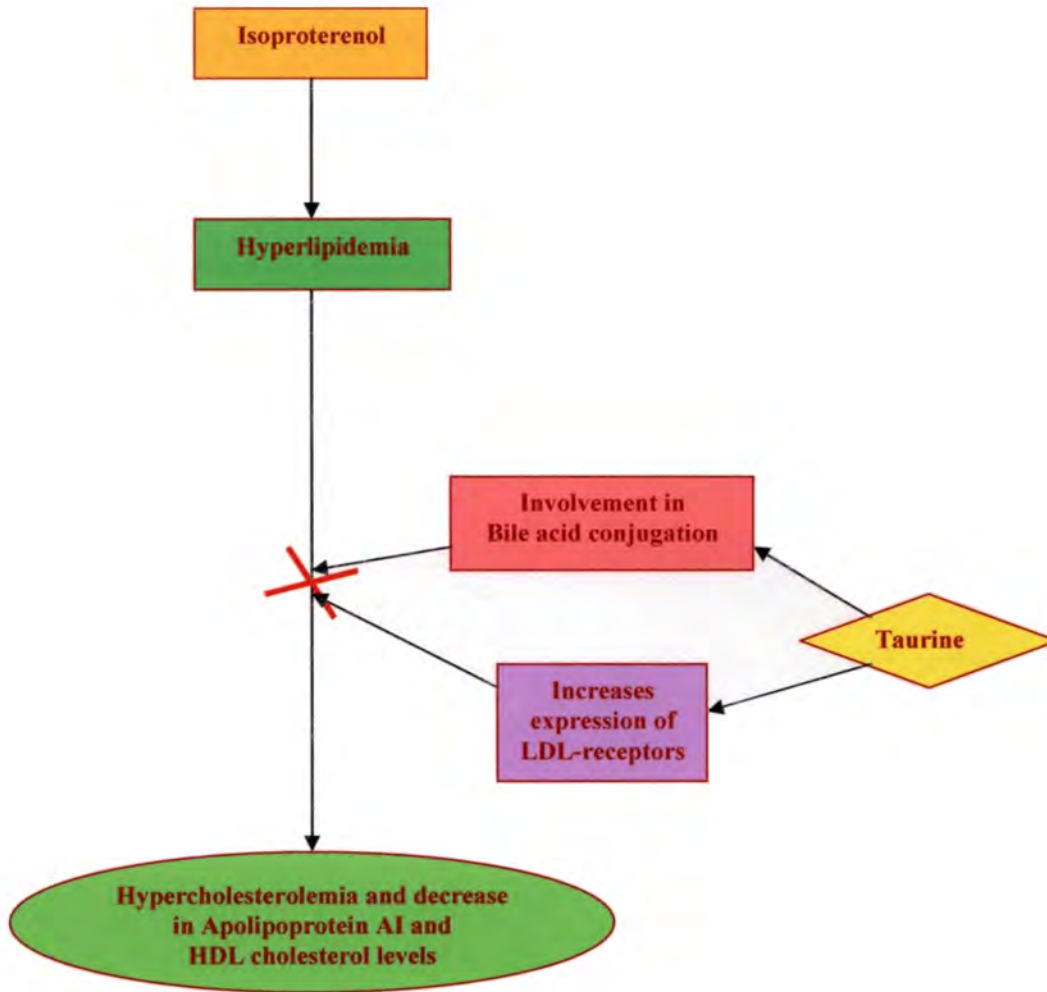 Isoproterenol
Hyperlipidemia
Involvement in
Bile acid conjugation
Taurine
Increases
expression of
LDL-receptors
Hypercholesterolemia and decrease
in Apolipoprotein AI and
HDL cholesterol levels